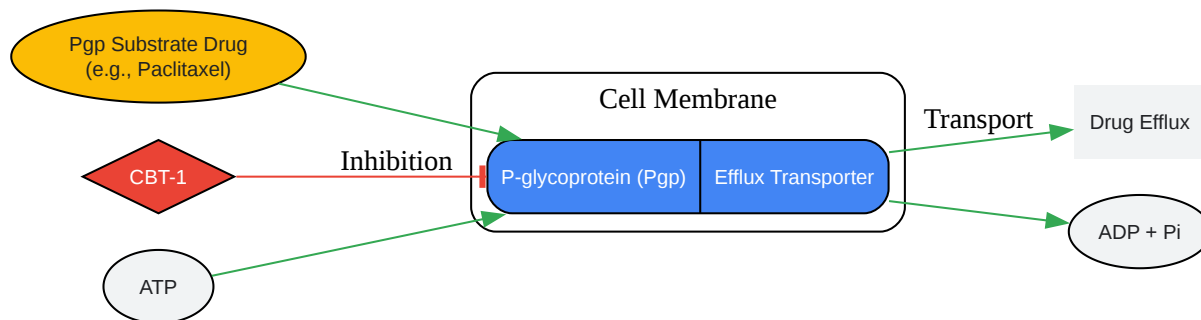 Pgp Substrate Drug
(e.g., Paclitaxel)
CBT-1
ATP
Inhibition
Cell Membrane
P-glycoprotein (Pgp)
Efflux Transporter
Transport
Drug Efflux
ADP + Pi